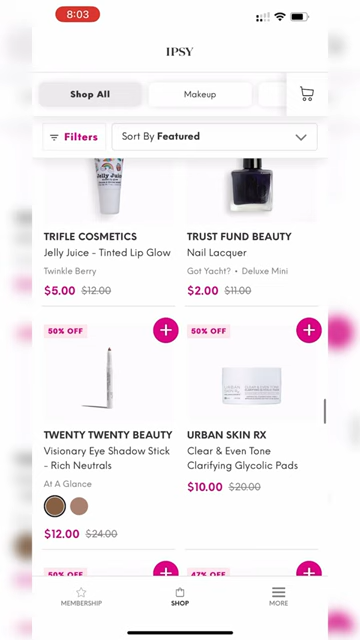 8:03
IPSY
Shop All
Makeup
Filters
Sort By Featured
TRIFLE COSMETICS
Jelly Juice - Tinted Lip Glow
Twinkle Berry
$5.00 $12.00
TRUST FUND BEAUTY
Nail Lacquer
Got Yacht? • Deluxe Mini
$2.00 $11.00
50% OFF
TWENTY TWENTY BEAUTY
Visionary Eye Shadow Stick
- Rich Neutrals
At A Glance
$12.00 $24.00
50% OFF
URBAN SKIN RX
Clear & Even Tone
Clarifying Glycolic Pads
$10.00 $20.00
50% OFF
47% OFF
MEMBERSHIP
SHOP
MORE